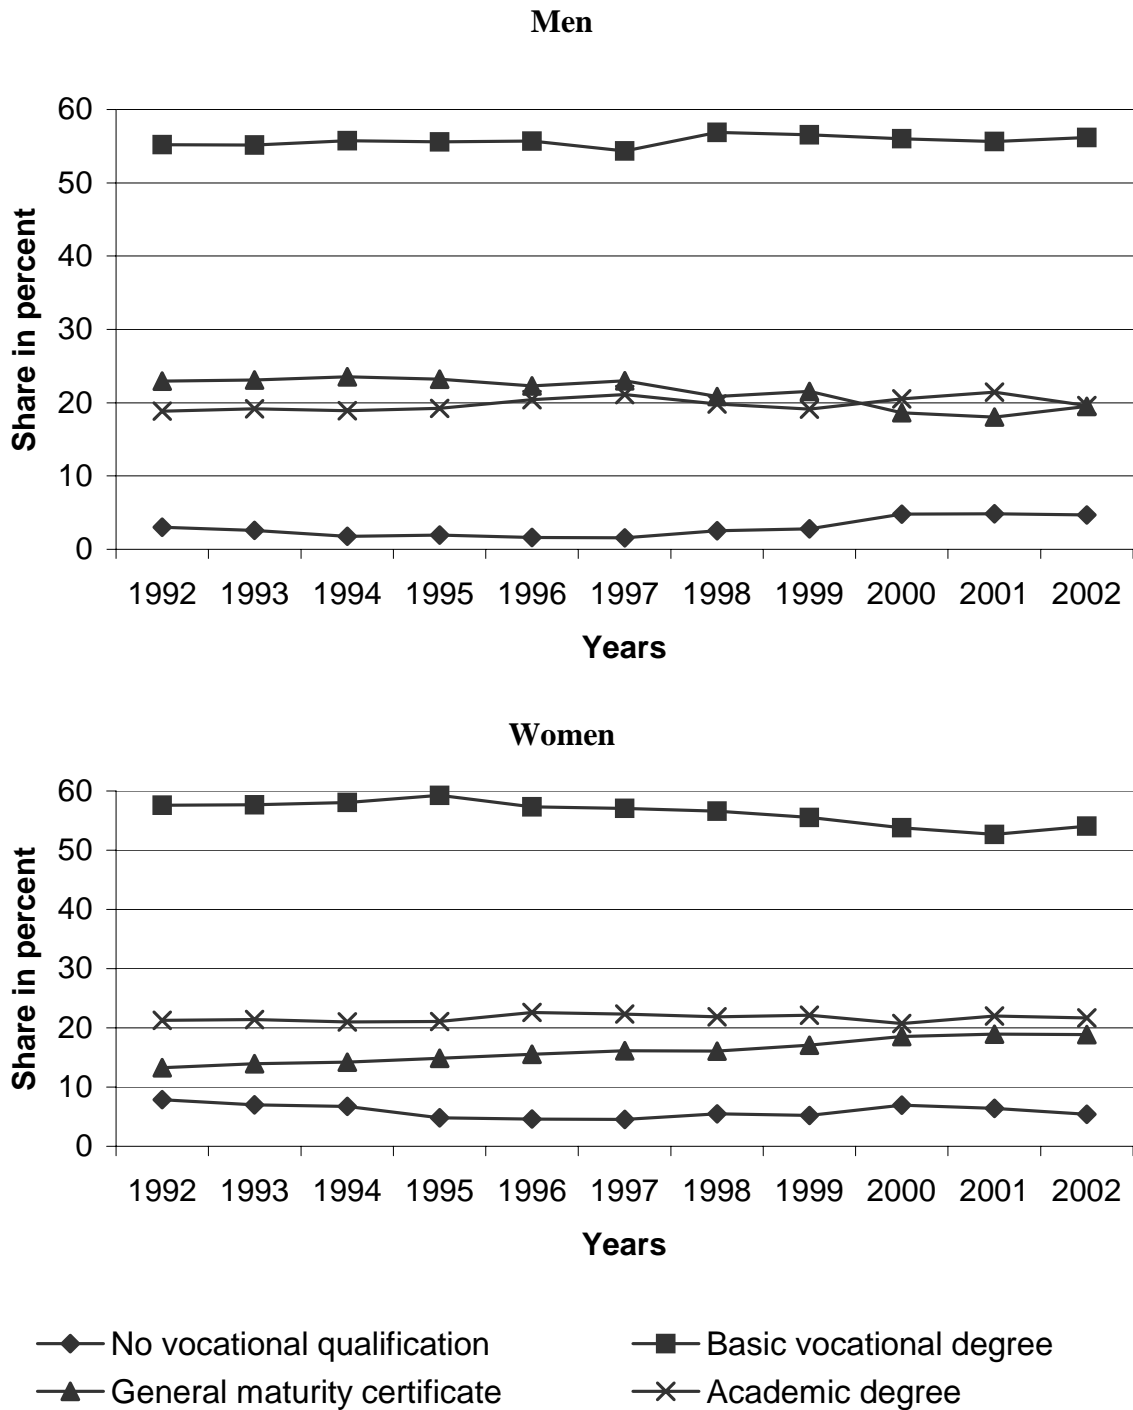 Men
60
50
40
30
20
10
0
Share in percent
1992 1993 1994 1995 1996 1997 1998 1999 2000 2001 2002
Years
Women
60
50
40
30
20
10
0
Share in percent
1992 1993 1994 1995 1996 1997 1998 1999 2000 2001 2002
Years
No vocational qualification
Basic vocational degree
General maturity certificate
Academic degree